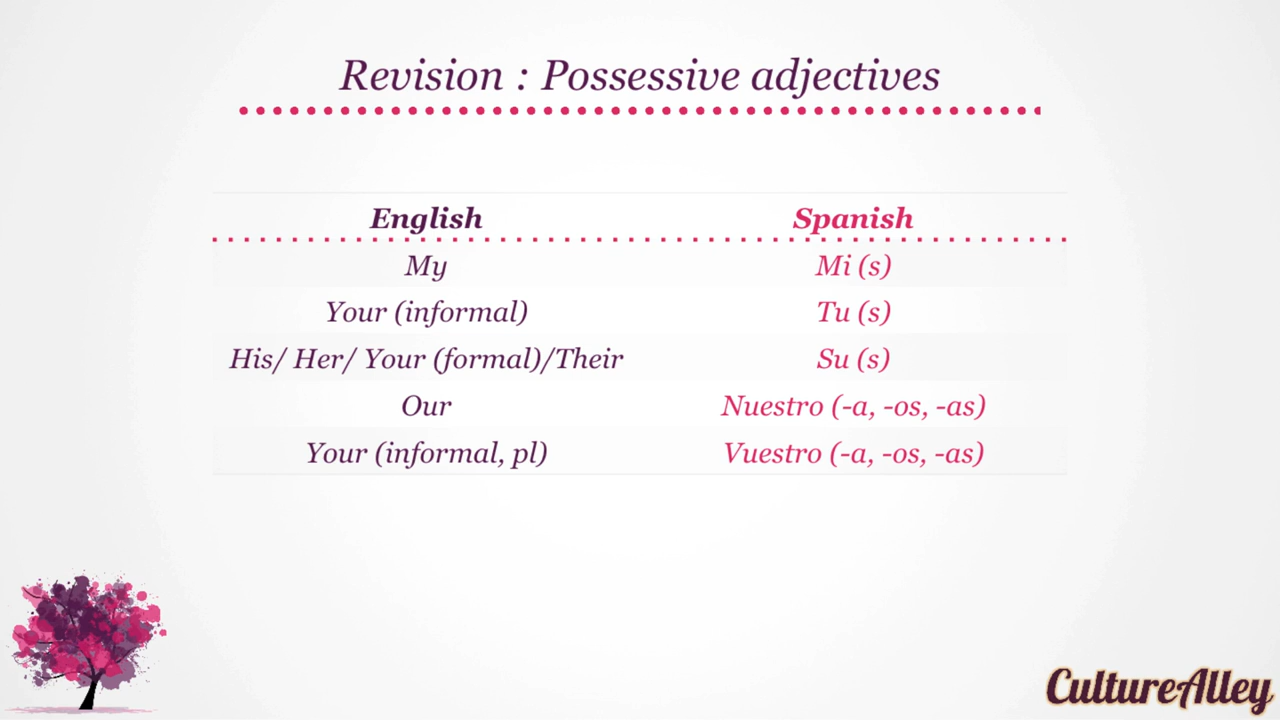 Revision : Possessive adjectives
English Spanish
My Mi (s)
Your (informal) Tu (s)
His/ Her/ Your (formal)/Their Su (s)
Our Nuestro (-a, -os, -as)
Your (informal, pl) Vuestro (-a, -os, -as)
CultureAlley